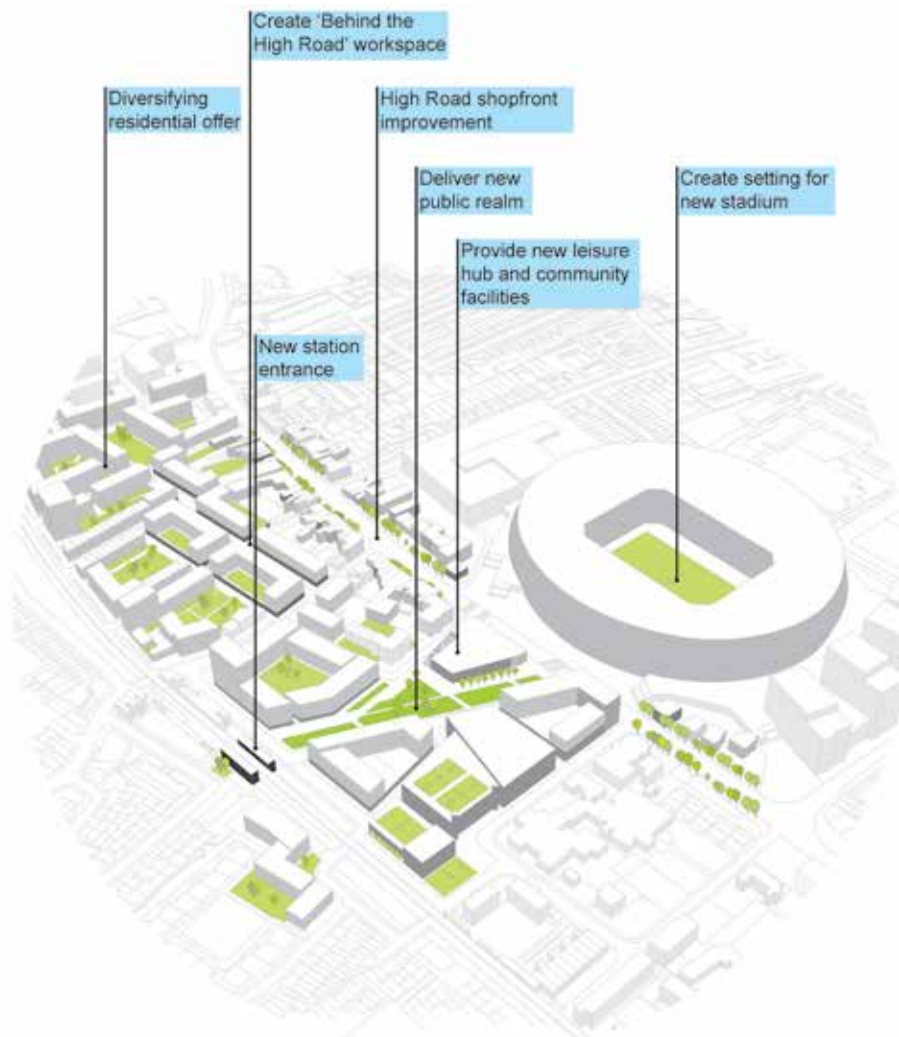 Create ‘Behind the
High Road’ workspace
Diversifying
residential offer
High Road shopfront
improvement
Deliver new
public realm
Create setting for
new stadium
Provide new leisure
hub and community
facilities
New station
entrance